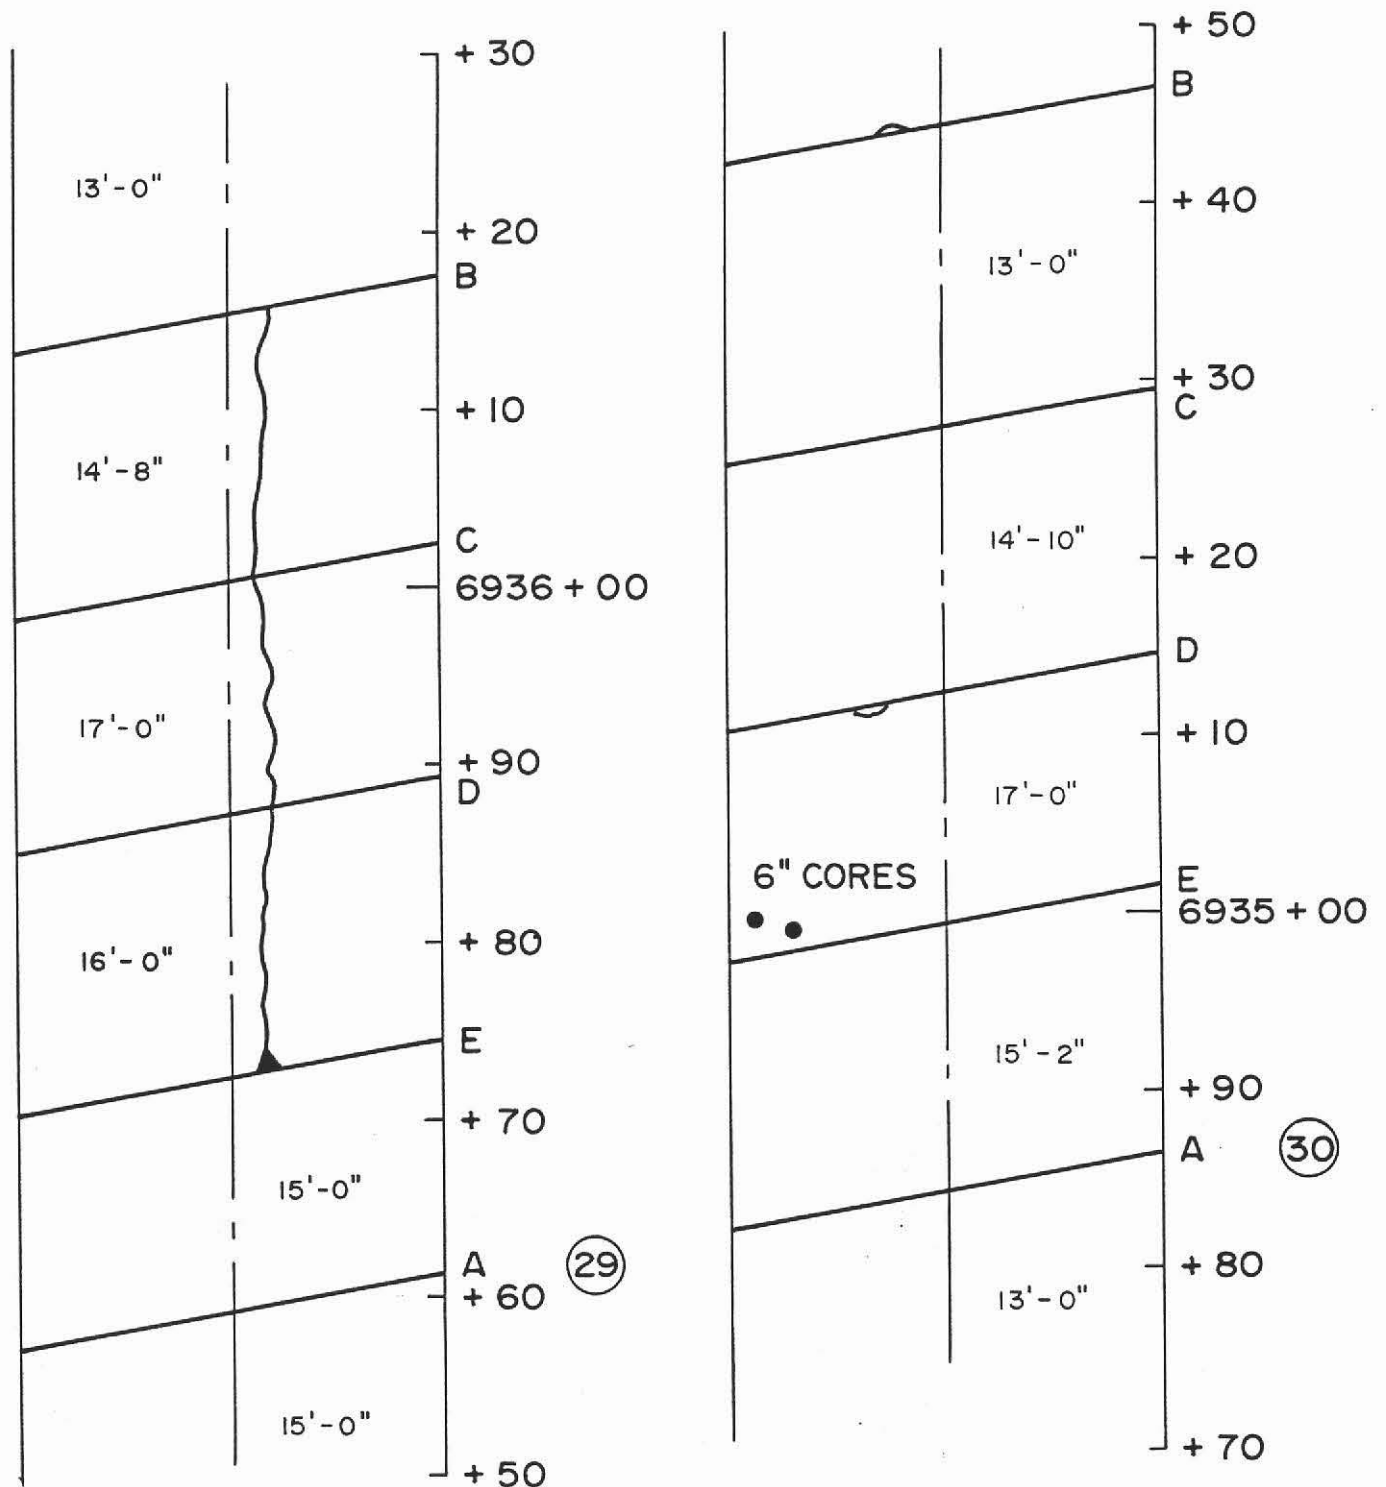 + 30
13'-0"
+ 20
B
+ 10
14'-8"
C
6936 + 00
17'-0"
+ 90
D
+ 80
16'-0"
E
+ 70
15'-0"
A
29
+ 60
15'-0"
+ 50
+ 50
B
+ 40
13'-0"
+ 30
C
14'-10"
+ 20
D
+ 10
17'-0"
6" CORES
E
6935 + 00
15'-2"
+ 90
A
30
+ 80
13'-0"
+ 70